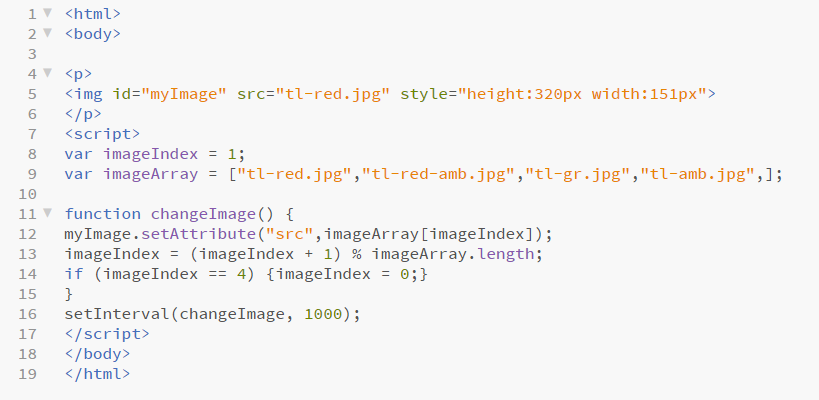 1 <html>
2 <body>
3
4 <p>
5 <img id="myImage" src="tl-red.jpg" style="height:320px width:151px">
6 </p>
7 <script>
8 var imageIndex = 1;
9 var imageArray = ["tl-red.jpg","tl-red-amb.jpg","tl-gr.jpg","tl-amb.jpg",];
10
11 function changeImage() {
12 myImage.setAttribute("src",imageArray[imageIndex]);
13 imageIndex = (imageIndex + 1) % imageArray.length;
14 if (imageIndex == 4) {imageIndex = 0;}
15 }
16 setInterval(changeImage, 1000);
17 </script>
18 </body>
19 </html>